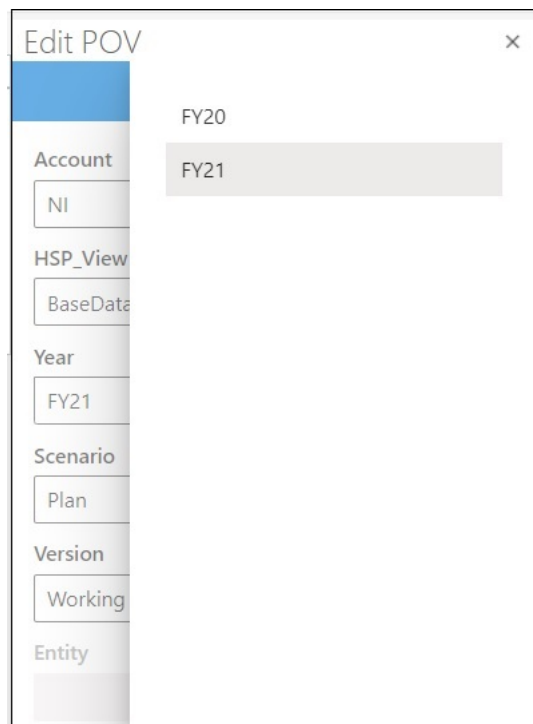 Edit POV
×
FY20
FY21
Account
NI
HSP_View
BaseData
Year
FY21
Scenario
Plan
Version
Working
Entity